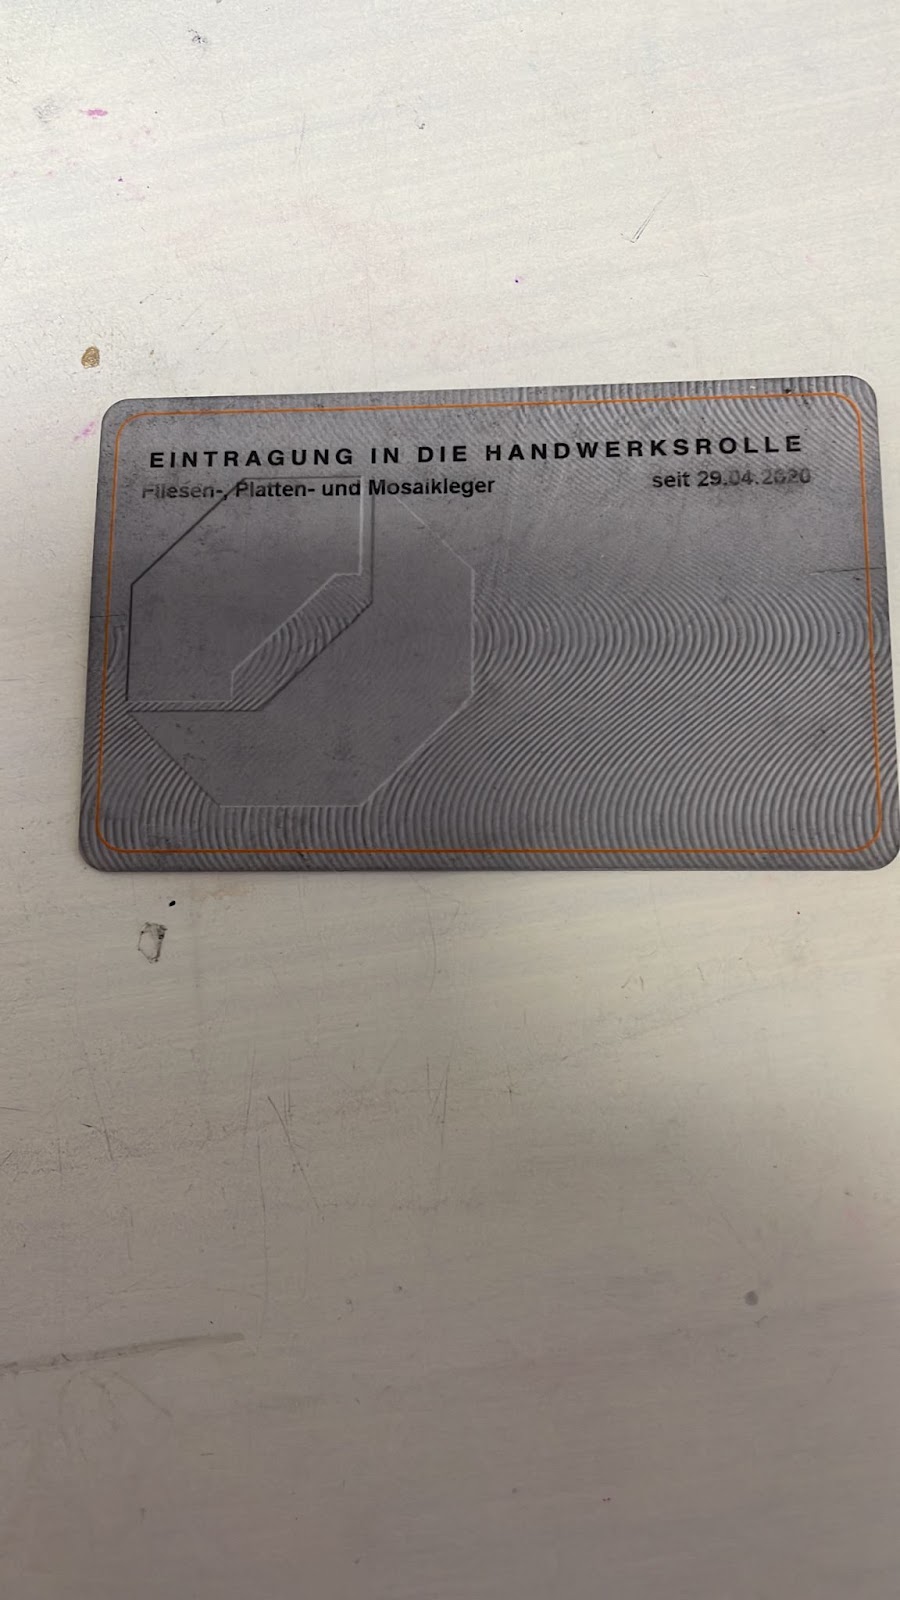 EINTRAGUNG IN DIE HANDWERKSROLLE
Fliesen-, Platten- und Mosaikleger seit 29.04.2020